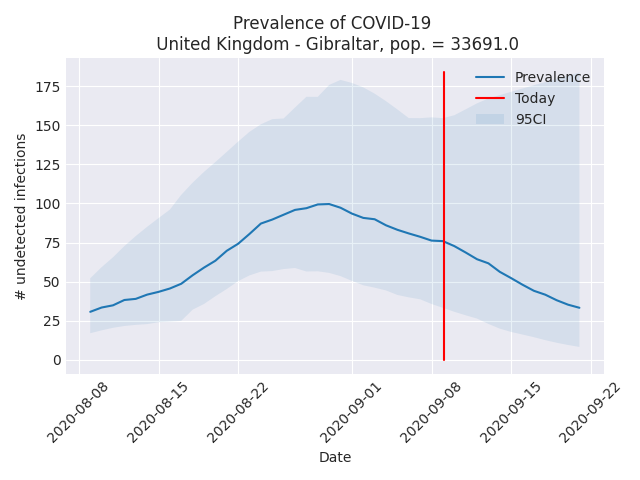 Prevalence of COVID-19
United Kingdom - Gibraltar, pop. = 33691.0
Prevalence
Today
95CI
# undetected infections
175
150
125
100
75
50
25
0
2020-08-08
2020-08-15
2020-08-22
2020-09-01
2020-09-08
2020-09-15
2020-09-22
Date